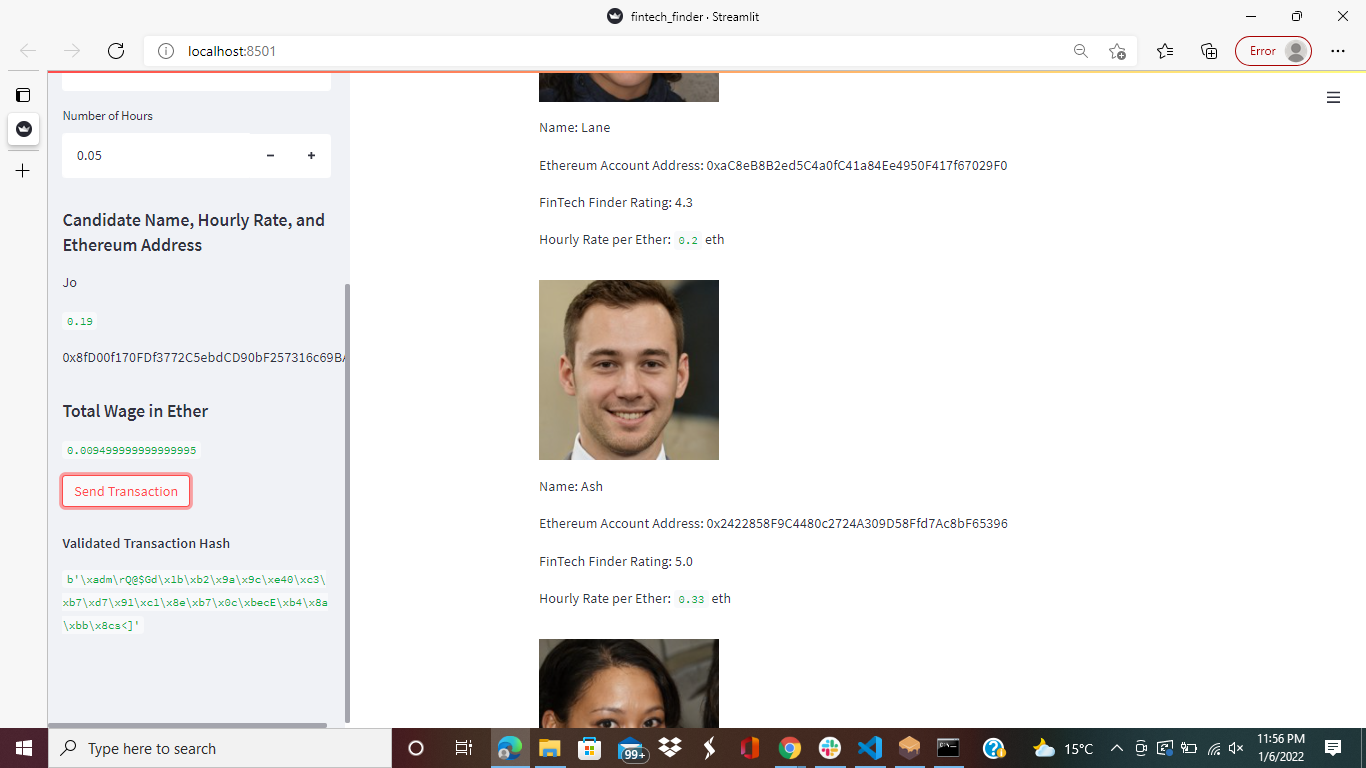 fintech_finder · Streamlit
localhost:8501
Error
Number of Hours
0.05
Candidate Name, Hourly Rate, and
Ethereum Address
Jo
0.19
0x8fD00f170FDf3772C5ebdCD90bF257316c69BA
Total Wage in Ether
0.009499999999999995
Send Transaction
Validated Transaction Hash
b'\xadm\rQ@$Gd\x1b\xb2\x9a\x9c\xe40\xc3\
xb7\xd7\x91\xc1\x8e\xb7\x0c\xbecE\xb4\x8a
\xbb\x8cs<]'
Name: Lane
Ethereum Account Address: 0xaC8eB8B2ed5C4a0fC41a84Ee4950F417f67029F0
FinTech Finder Rating: 4.3
Hourly Rate per Ether: 0.2 eth
Name: Ash
Ethereum Account Address: 0x2422858F9C4480c2724A309D58Ffd7Ac8bF65396
FinTech Finder Rating: 5.0
Hourly Rate per Ether: 0.33 eth
Type here to search
99+
15°C
11:56 PM
1/6/2022